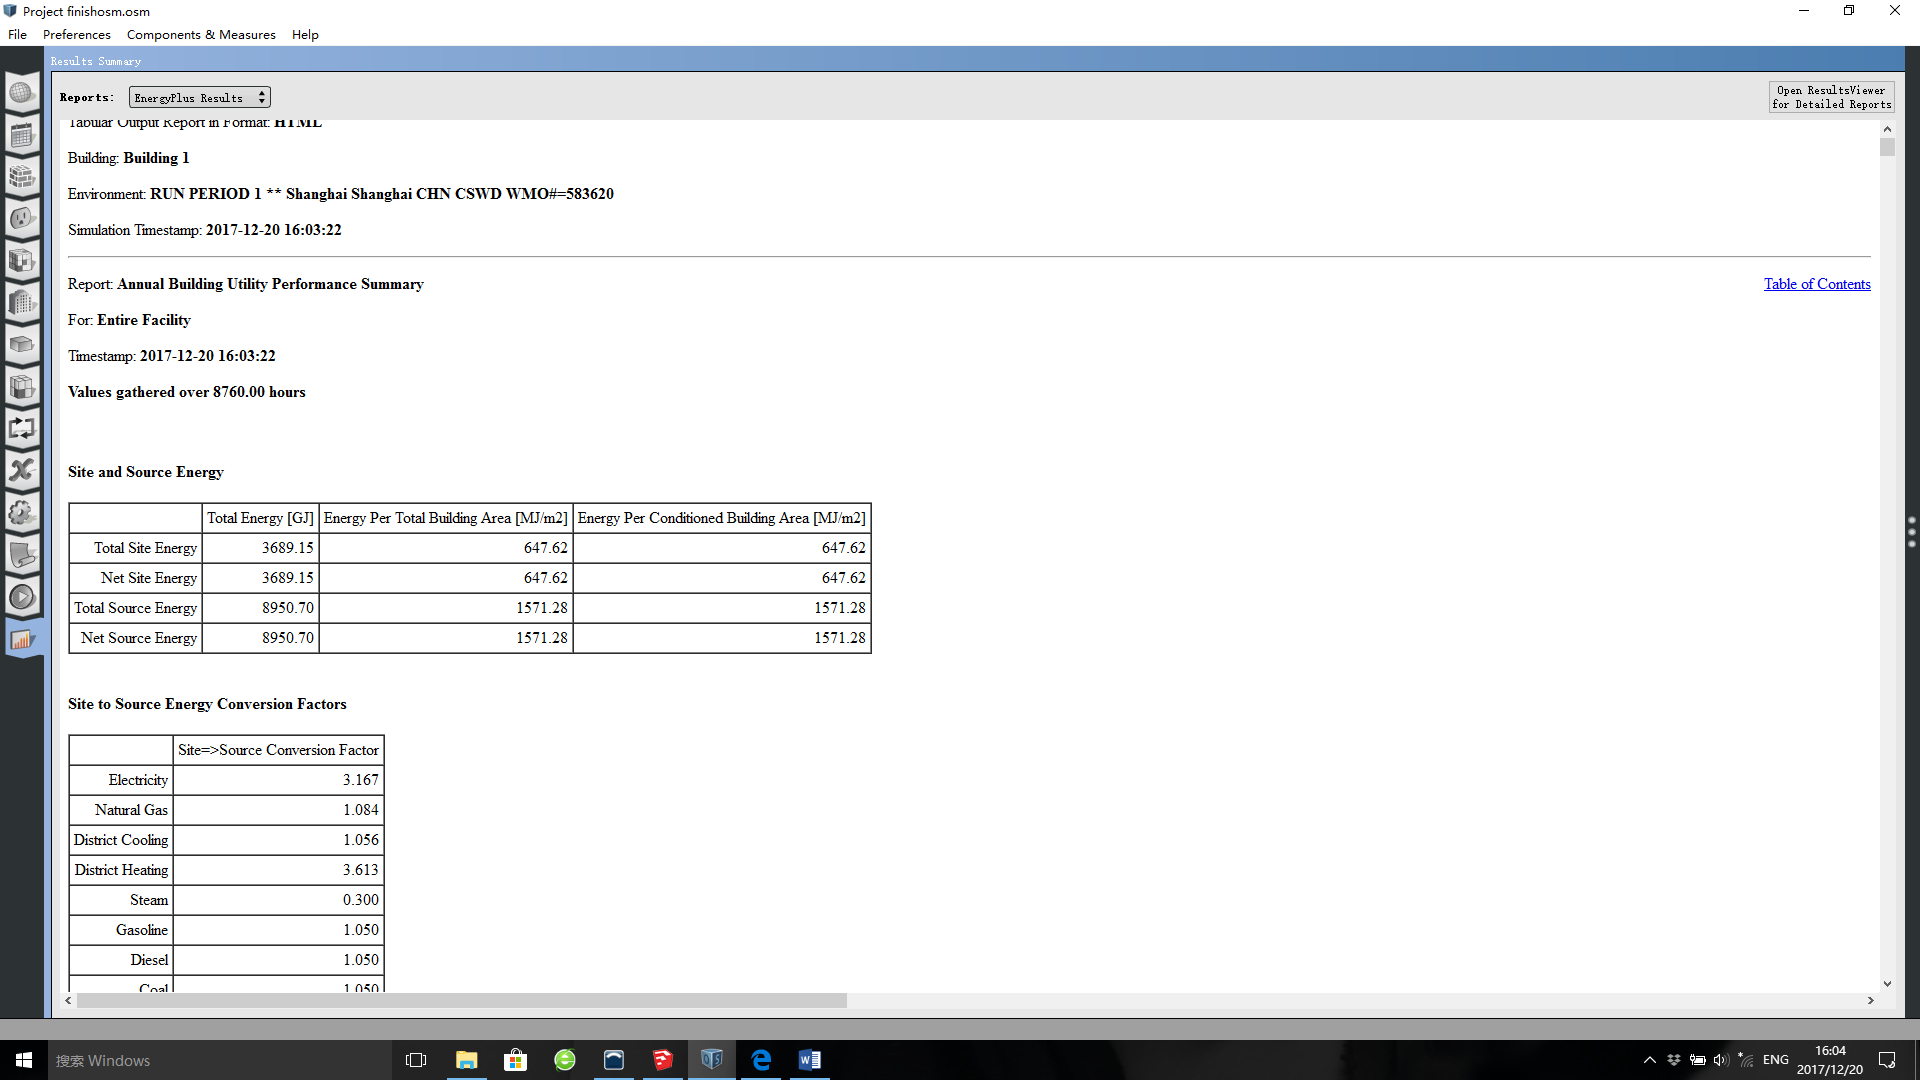 Project finishosm.osm
File Preferences Components & Measures Help
Results Summary
Reports: EnergyPlus Results
Open ResultsViewer
for Detailed Reports
Tabular Output Report in Format: HTML
Building: Building 1
Environment: RUN PERIOD 1 ** Shanghai Shanghai CHN CSWD WMO#=583620
Simulation Timestamp: 2017-12-20 16:03:22
Report: Annual Building Utility Performance Summary
Table of Contents
For: Entire Facility
Timestamp: 2017-12-20 16:03:22
Values gathered over 8760.00 hours
Site and Source Energy
Total Energy [GJ] Energy Per Total Building Area [MJ/m2] Energy Per Conditioned Building Area [MJ/m2]
Total Site Energy 3689.15 647.62 647.62
Net Site Energy 3689.15 647.62 647.62
Total Source Energy 8950.70 1571.28 1571.28
Net Source Energy 8950.70 1571.28 1571.28
Site to Source Energy Conversion Factors
Site=>Source Conversion Factor
Electricity 3.167
Natural Gas 1.084
District Cooling 1.056
District Heating 3.613
Steam 0.300
Gasoline 1.050
Diesel 1.050
Coal 1.050
搜索 Windows
ENG
16:04
2017/12/20